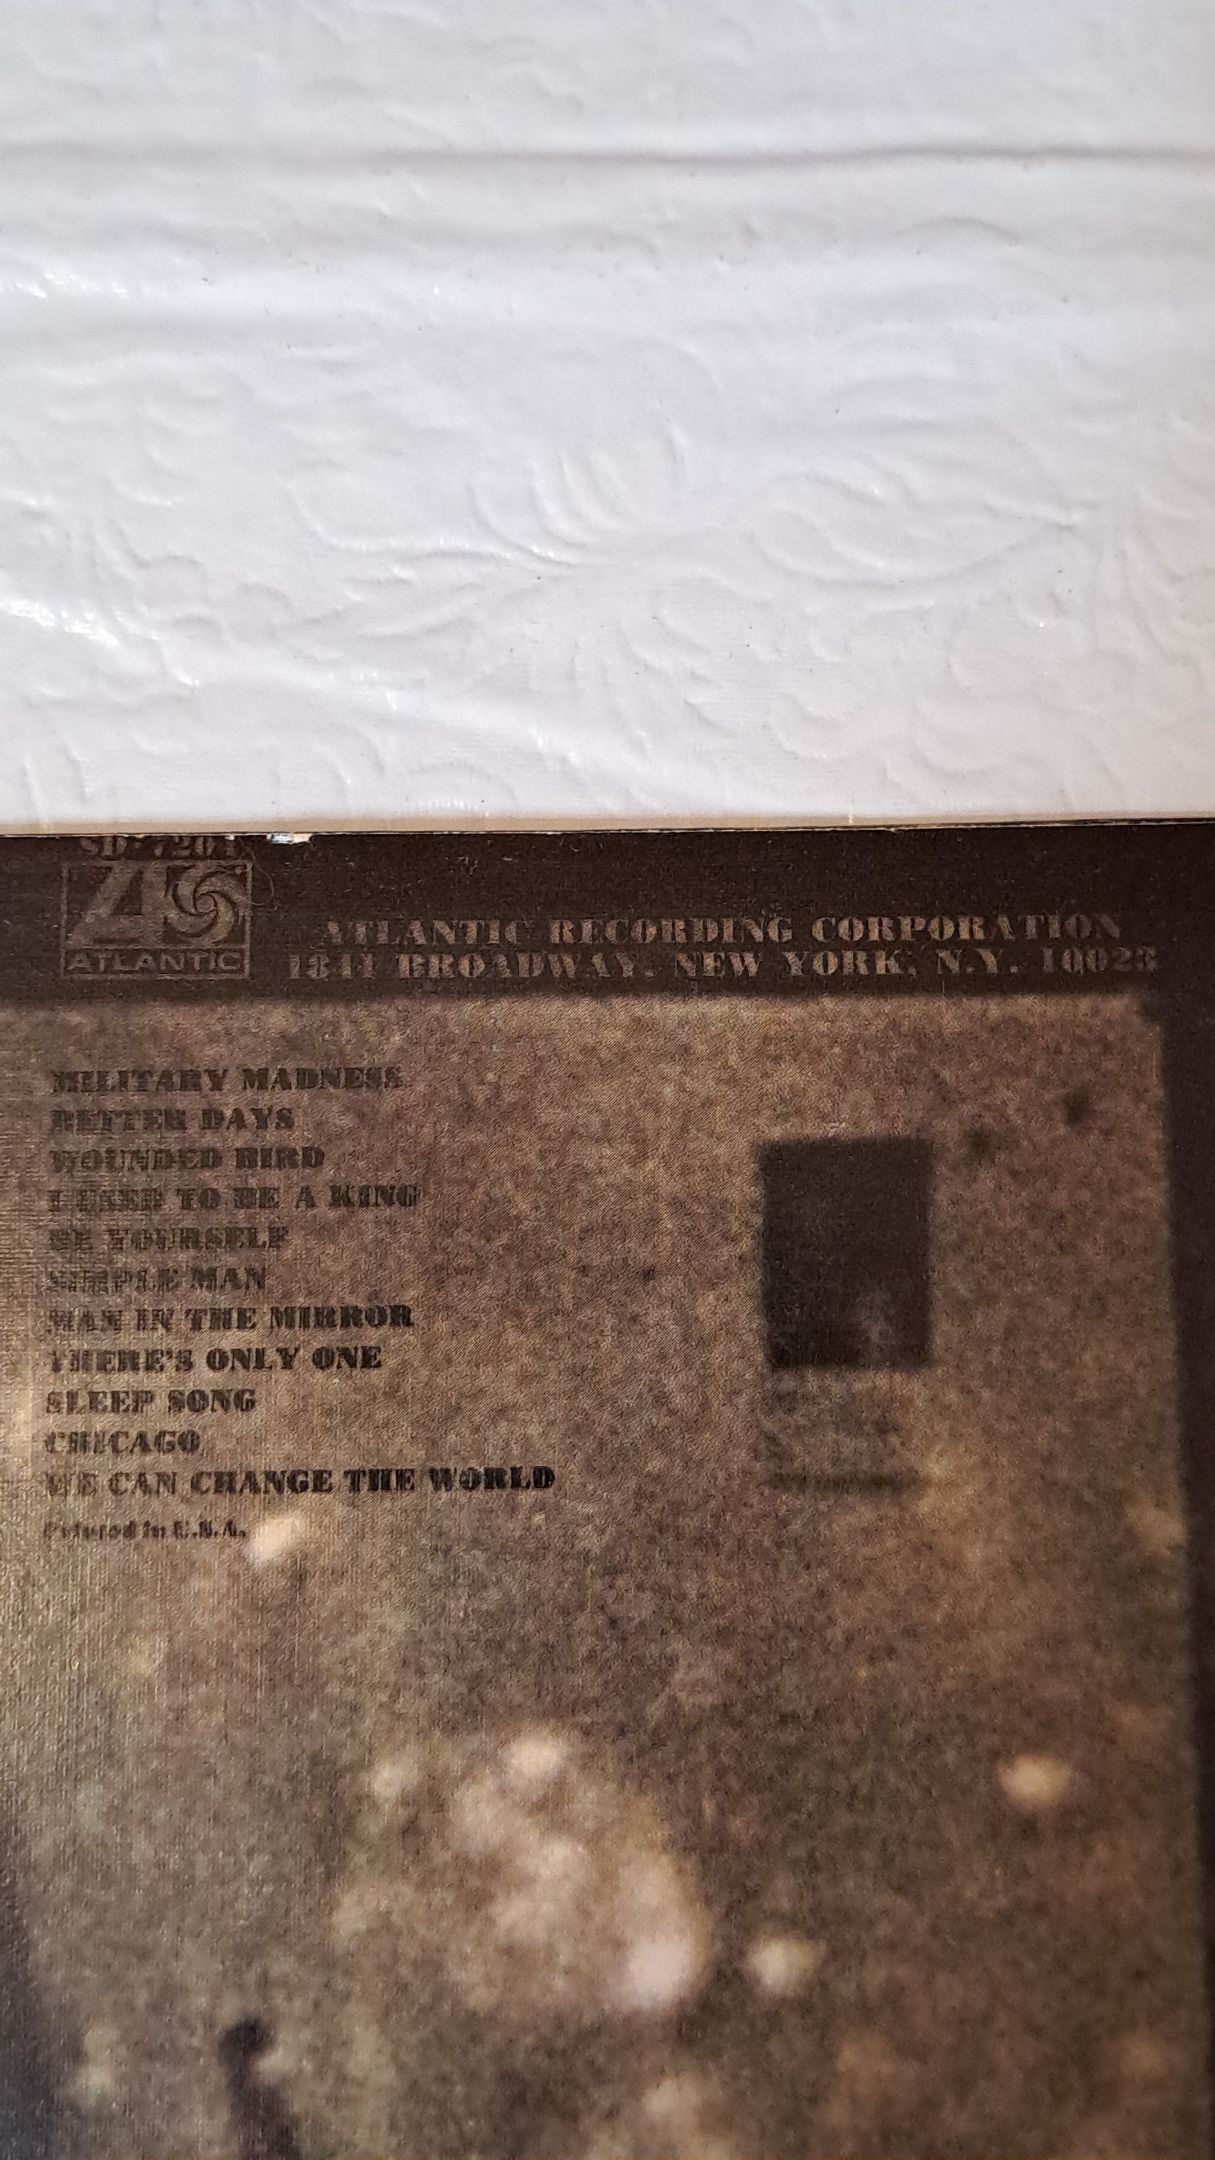 SD-7204
ATLANTIC
ATLANTIC RECORDING CORPORATION
1841 BROADWAY, NEW YORK, N.Y. 10023
MILITARY MADNESS
BETTER DAYS
WOUNDED BIRD
I USED TO BE A KING
BE YOURSELF
SIMPLE MAN
MAN IN THE MIRROR
THERE'S ONLY ONE
SLEEP SONG
CHICAGO
WE CAN CHANGE THE WORLD
Printed in U.S.A.